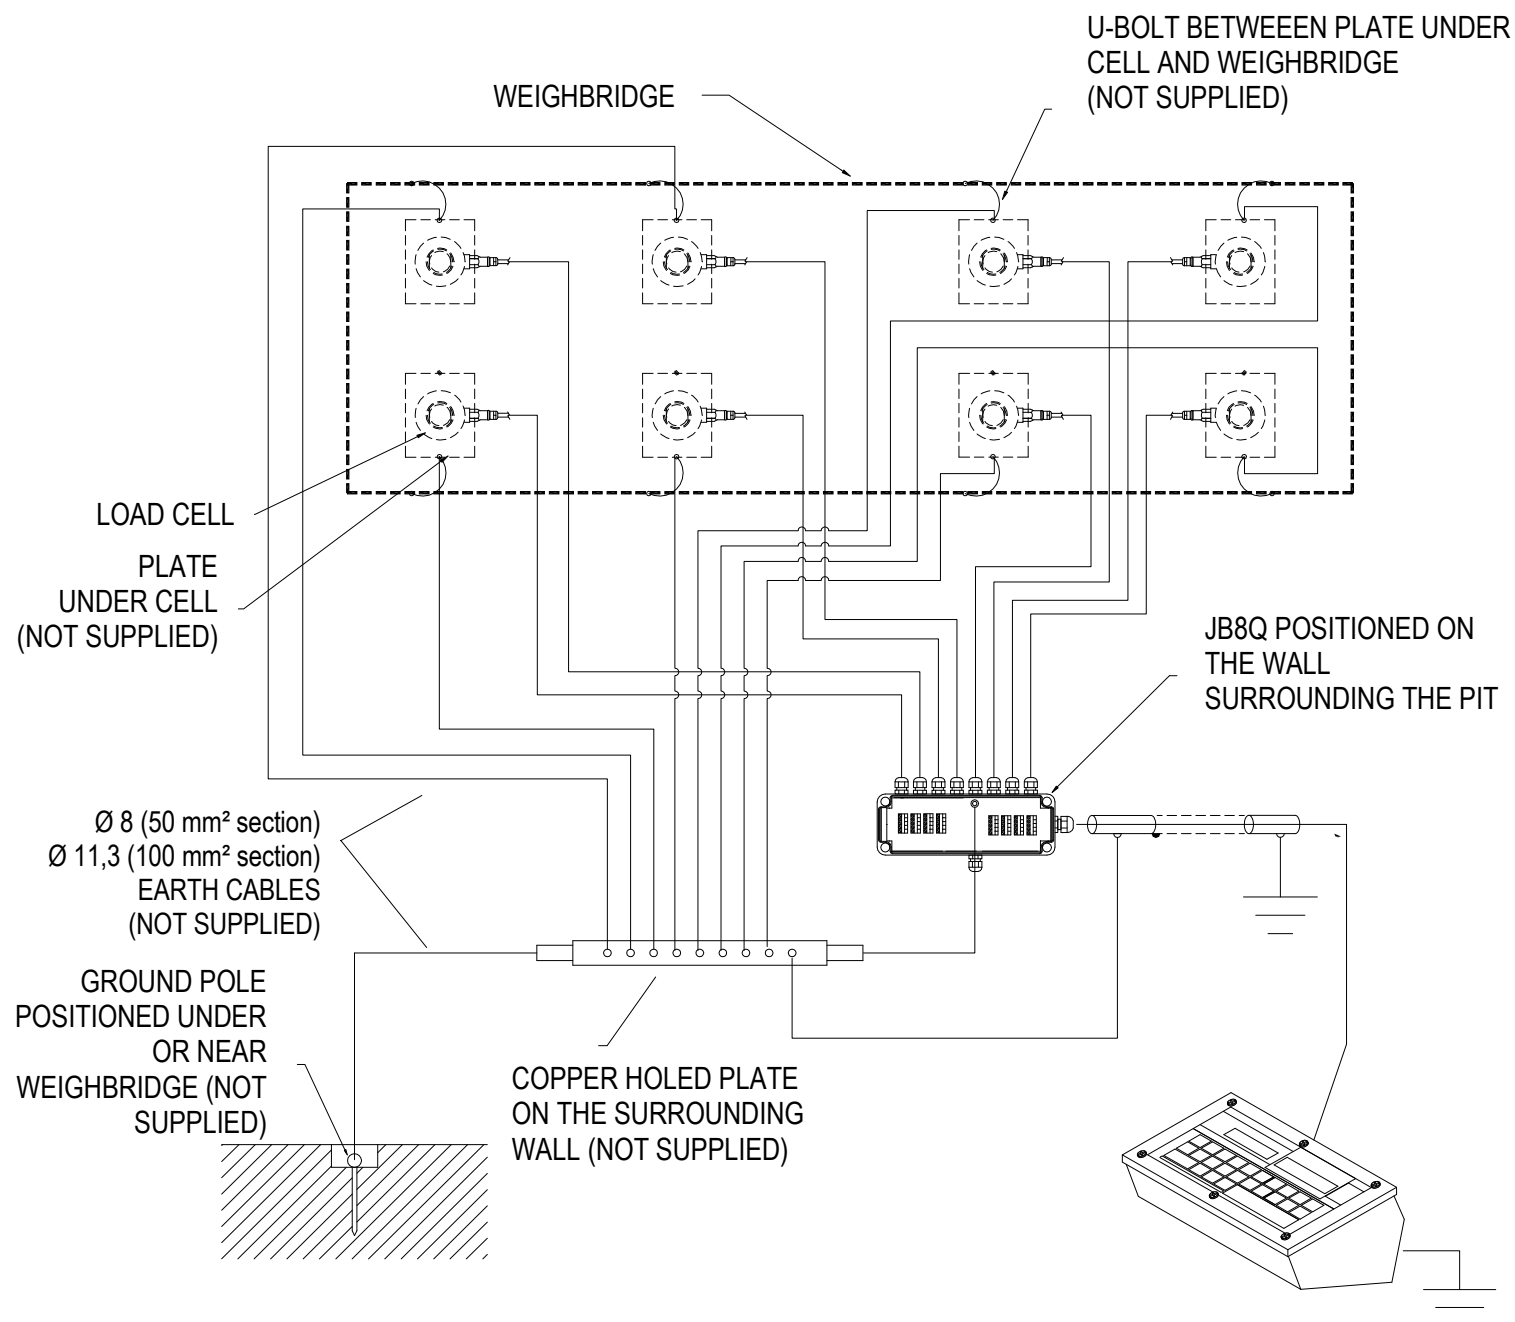 U-BOLT BETWEEEN PLATE UNDER
CELL AND WEIGHBRIDGE
(NOT SUPPLIED)
WEIGHBRIDGE
LOAD CELL
PLATE
UNDER CELL
(NOT SUPPLIED)
JB8Q POSITIONED ON
THE WALL
SURROUNDING THE PIT
Ø 8 (50 mm² section)
Ø 11,3 (100 mm² section)
EARTH CABLES
(NOT SUPPLIED)
GROUND POLE
POSITIONED UNDER
OR NEAR
WEIGHBRIDGE (NOT
SUPPLIED)
COPPER HOLED PLATE
ON THE SURROUNDING
WALL (NOT SUPPLIED)